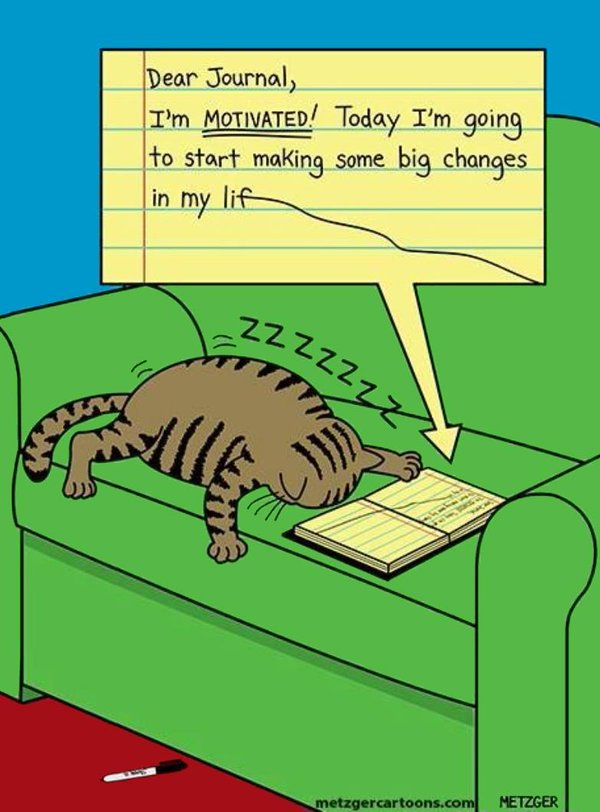 Dear Journal,
I'm MOTIVATED! Today I'm going
to start making some big changes
in my lif
ZZZZZZZZ
metzgercartoons.com
METZGER